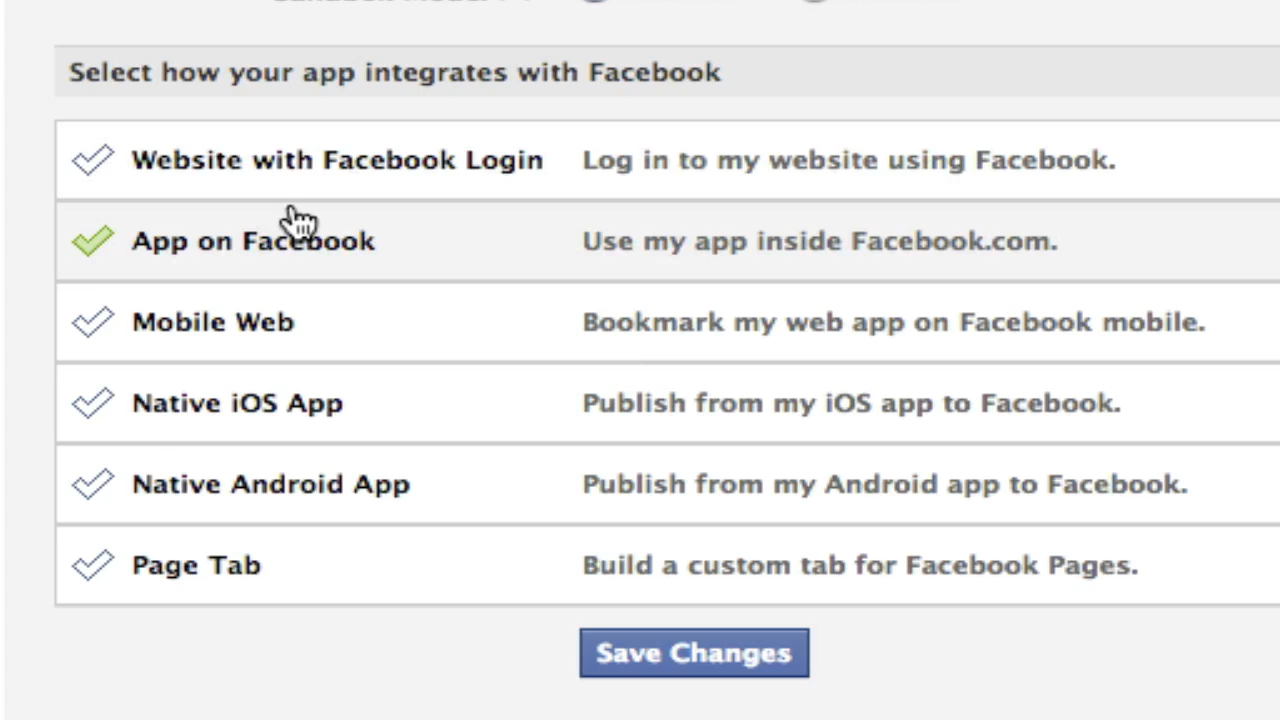 Select how your app integrates with Facebook
Website with Facebook Login Log in to my website using Facebook.
App on Facebook Use my app inside Facebook.com.
Mobile Web Bookmark my web app on Facebook mobile.
Native iOS App Publish from my iOS app to Facebook.
Native Android App Publish from my Android app to Facebook.
Page Tab Build a custom tab for Facebook Pages.
Save Changes